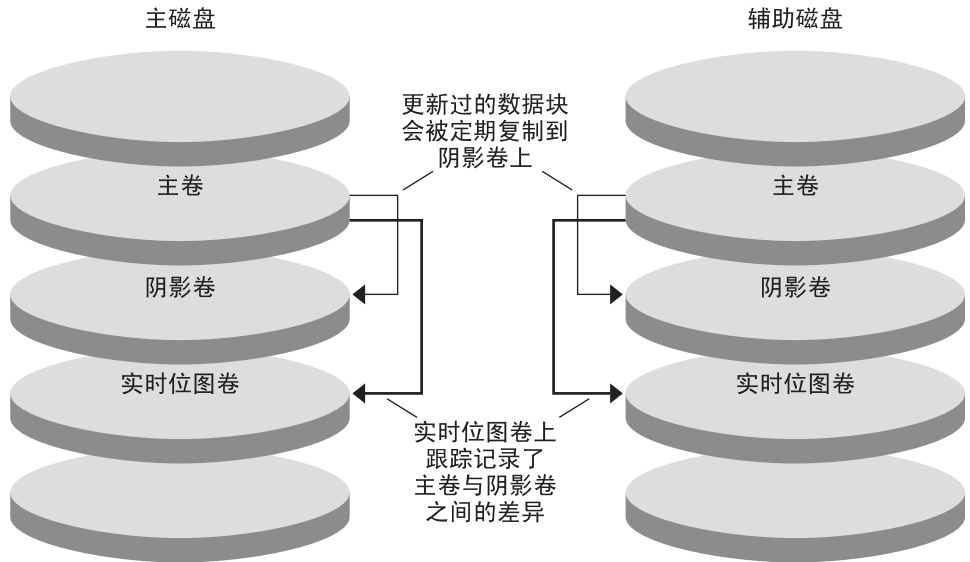 主磁盘
辅助磁盘
更新过的数据块
会被定期复制到
阴影卷上
主卷
主卷
阴影卷
阴影卷
实时位图卷
实时位图卷
实时位图卷上
跟踪记录了
主卷与阴影卷
之间的差异